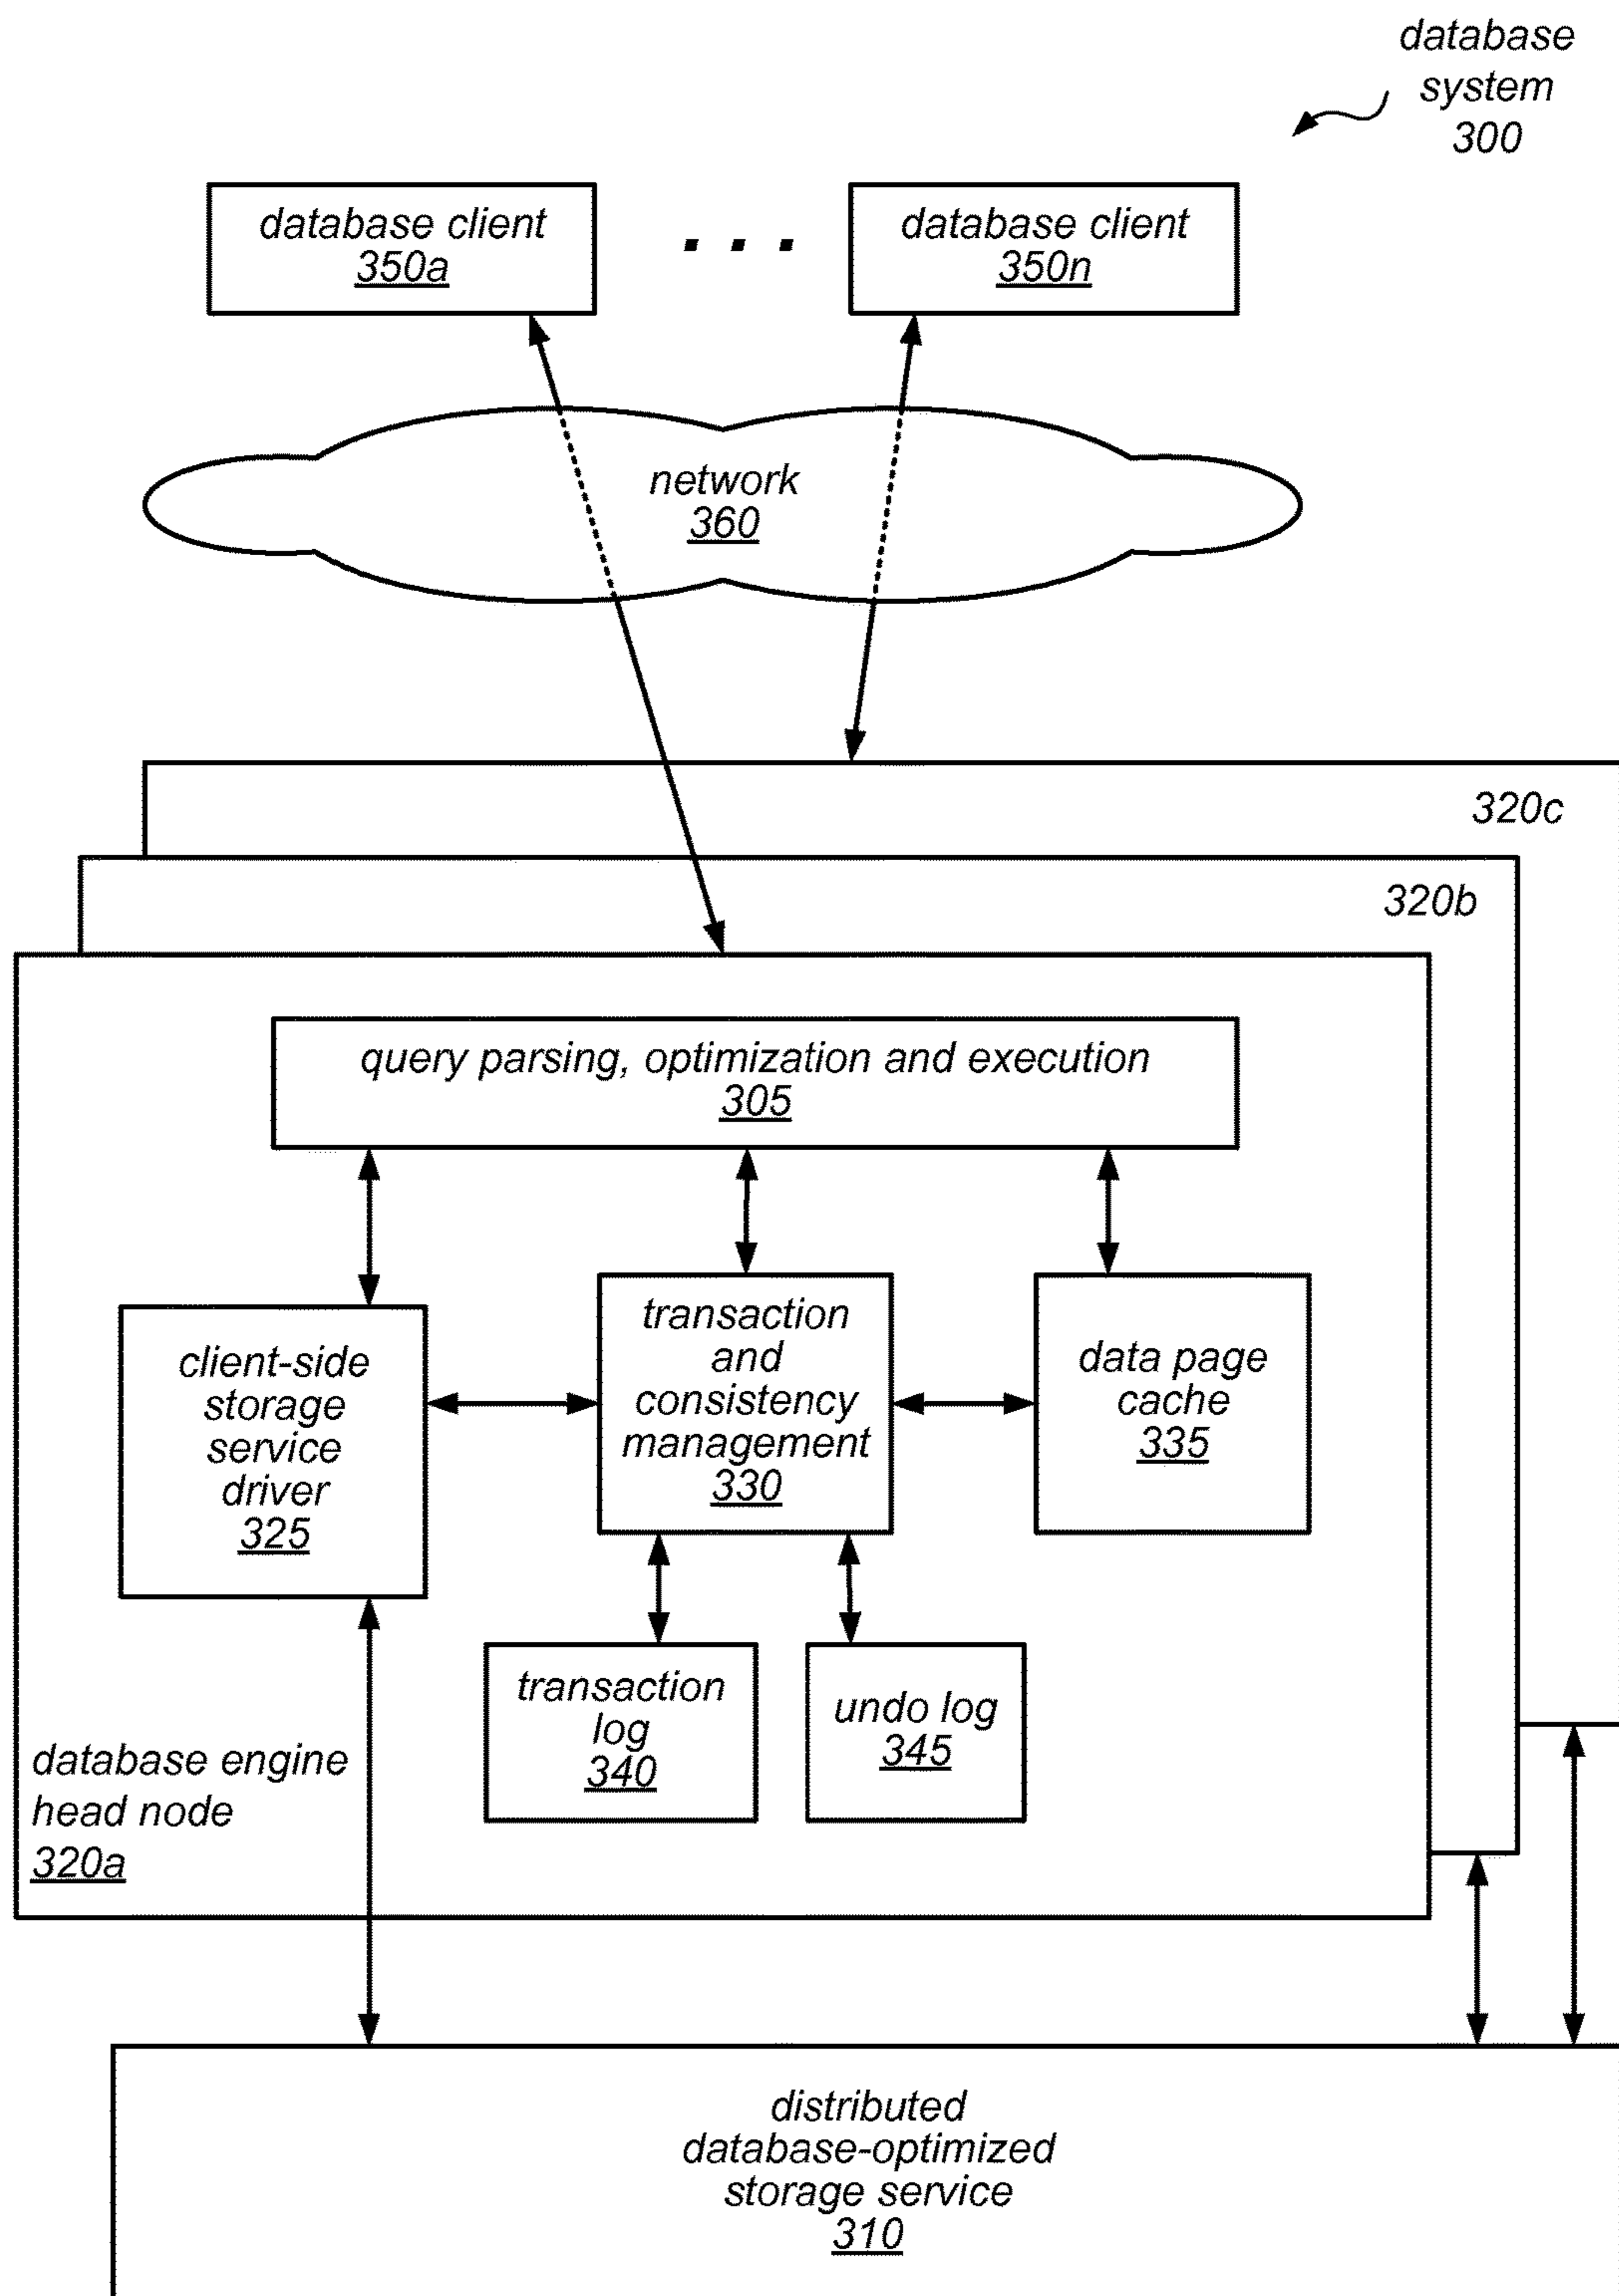 database
system
300
database client
350a
. . .
database client
350n
network
360
320c
320b
query parsing, optimization and execution
305
client-side
storage
service
driver
325
transaction
and
consistency
management
330
data page
cache
335
transaction
log
340
undo log
345
database engine
head node
320a
distributed
database-optimized
storage service
310